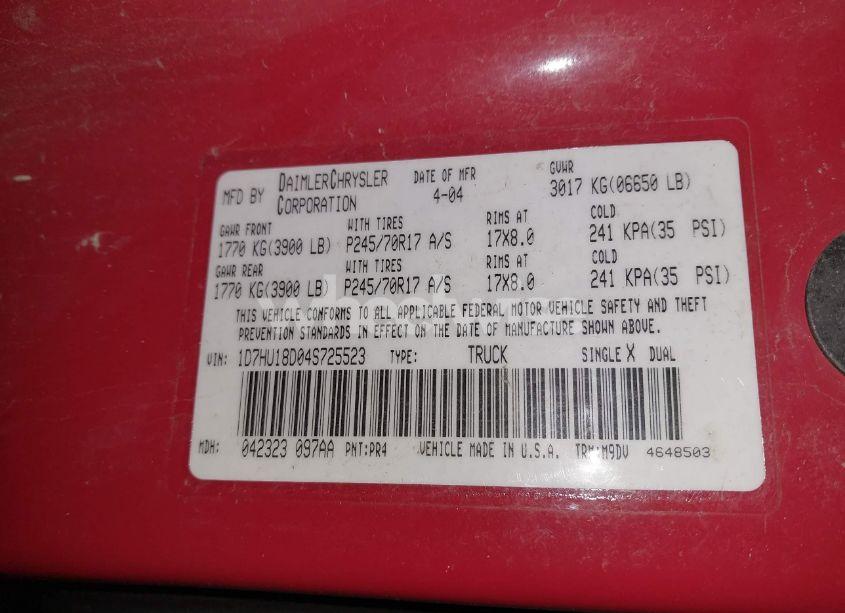 MFD BY DAIMLERCHRYSLER CORPORATION DATE OF MFR 4-04 GVWR 3017 KG(06650 LB)
GAWR FRONT WITH TIRES RIMS AT COLD
1770 KG(3900 LB) P245/70R17 A/S 17X8.0 241 KPA(35 PSI)
GAWR REAR WITH TIRES RIMS AT COLD
1770 KG(3900 LB) P245/70R17 A/S 17X8.0 241 KPA(35 PSI)
THIS VEHICLE CONFORMS TO ALL APPLICABLE FEDERAL MOTOR VEHICLE SAFETY AND THEFT
PREVENTION STANDARDS IN EFFECT ON THE DATE OF MANUFACTURE SHOWN ABOVE.
VIN: 1D7HU18D04S725523 TYPE: TRUCK SINGLE X DUAL
MDH: 042323 097AA PNT:PR4 VEHICLE MADE IN U.S.A. TRM:M9DV 4648503